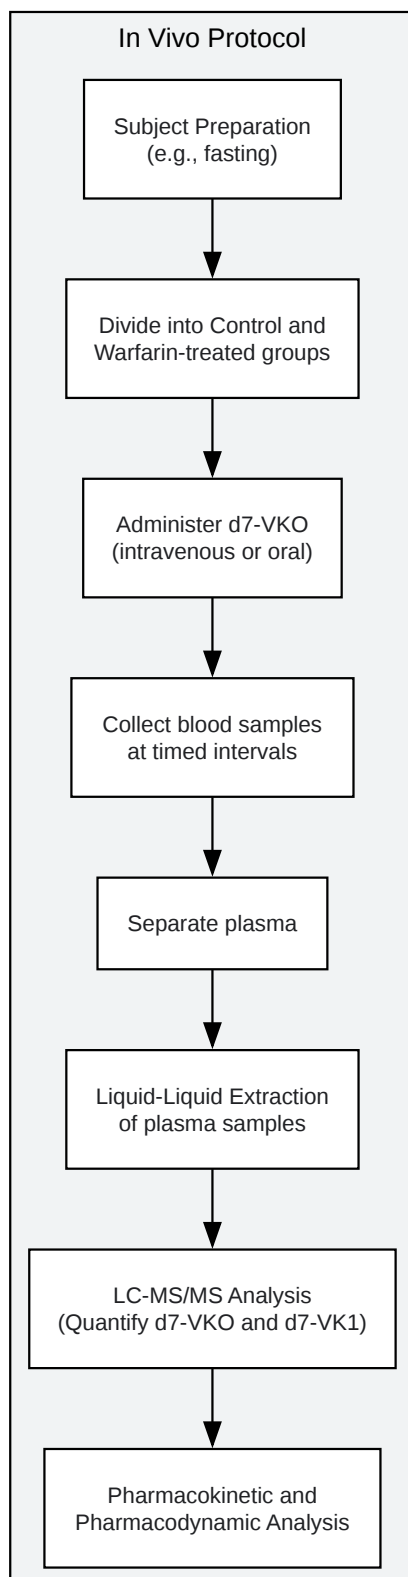 In Vivo Protocol
Subject Preparation
(e.g., fasting)
Divide into Control and
Warfarin-treated groups
Administer d7-VKO
(intravenous or oral)
Collect blood samples
at timed intervals
Separate plasma
Liquid-Liquid Extraction
of plasma samples
LC-MS/MS Analysis
(Quantify d7-VKO and d7-VK1)
Pharmacokinetic and
Pharmacodynamic Analysis